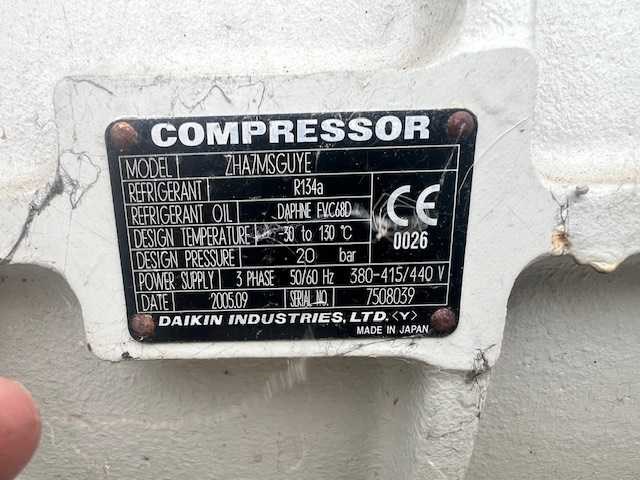 COMPRESSOR
MODEL ZHA7MSGUYE
REFRIGERANT R134a
REFRIGERANT OIL DAPHNE FVC68D
DESIGN TEMPERATURE -30 to 130 °C
DESIGN PRESSURE 20 bar
CE
0026
POWER SUPPLY 3 PHASE 50/60 Hz 380-415/440 V
DATE 2005.09 SERIAL NO. 7508039
DAIKIN INDUSTRIES, LTD. <Y>
MADE IN JAPAN